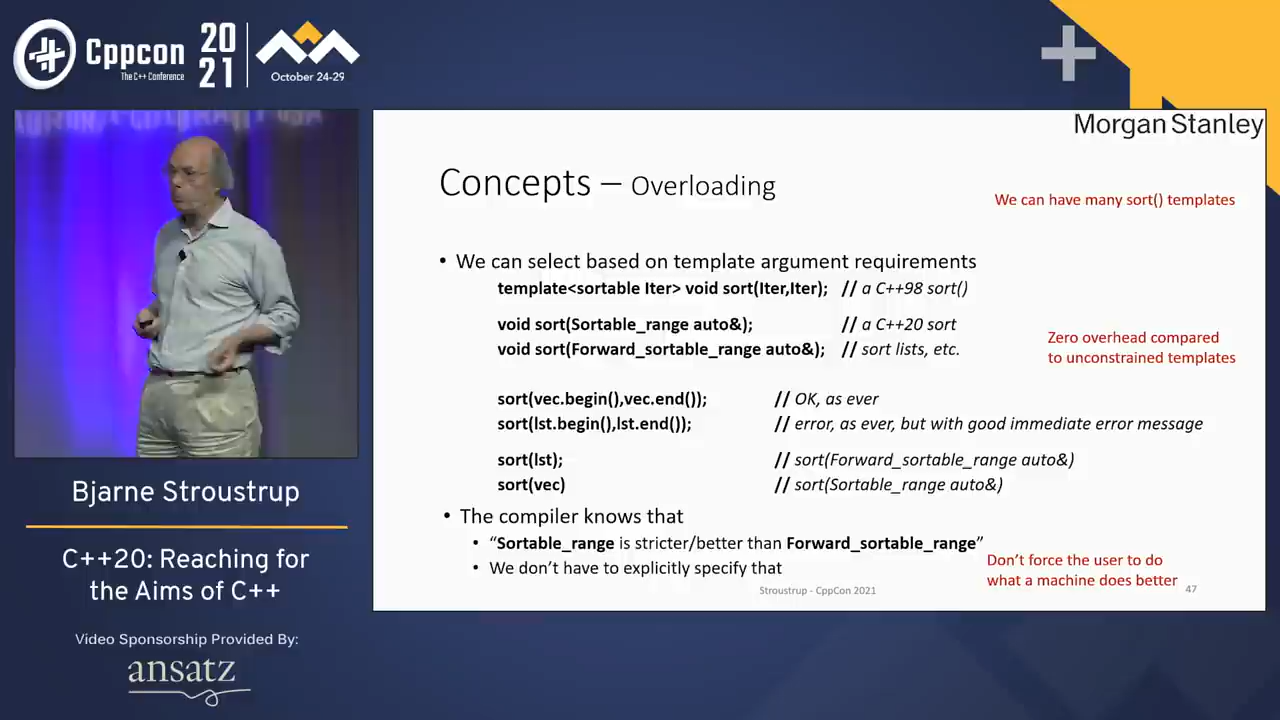 Cppcon
The C++ Conference
20
21
October 24-29
Morgan Stanley
Concepts – Overloading
We can have many sort() templates
• We can select based on template argument requirements
template<sortable Iter> void sort(Iter,Iter); // a C++98 sort()
void sort(Sortable_range auto&); // a C++20 sort
void sort(Forward_sortable_range auto&); // sort lists, etc.
Zero overhead compared
to unconstrained templates
sort(vec.begin(),vec.end()); // OK, as ever
sort(lst.begin(),lst.end()); // error, as ever, but with good immediate error message
sort(lst); // sort(Forward_sortable_range auto&)
sort(vec) // sort(Sortable_range auto&)
• The compiler knows that
• “Sortable_range is stricter/better than Forward_sortable_range”
• We don’t have to explicitly specify that
Don’t force the user to do
what a machine does better
Stroustrup - CppCon 2021
47
Bjarne Stroustrup
C++20: Reaching for
the Aims of C++
Video Sponsorship Provided By:
ansatz